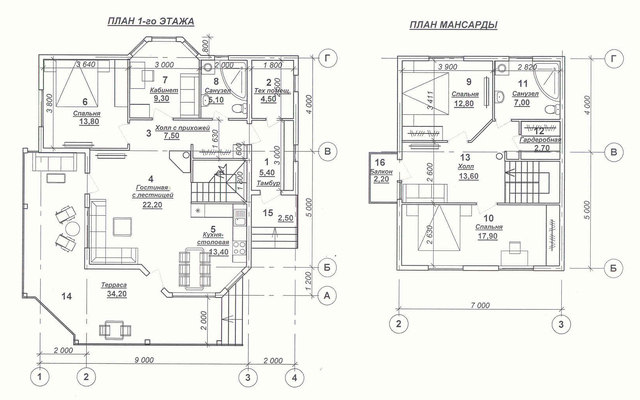 ПЛАН 1-го ЭТАЖА
ПЛАН МАНСАРДЫ
800
3 640
3 000
2 000
1 800
Г
3 900
2 820
Г
7
Кабинет
9,30
8
Санузел
5,10
2
Тех помещ.
4,50
6
Спальня
13,80
3 800
3 000
4 000
9
Спальня
12,80
3 411
11
Санузел
7,00
4 000
3
Холл с прихожей
7,50
1 630
600
12
Гардеробная
2,70
В
В
4
Гостиная-
с лестницей
22,20
1 800
1
5,40
Тамбур
16
Балкон
2,20
2 600
13
Холл
13,60
5
Кухня-
столовая
13,40
15
2,50
5 000
2 630
10
Спальня
17,90
5 000
Б
Б
1 200
А
14
Терраса
34,20
2 000
7 000
2 000
9 000
2 000
1
2
3
4
2
3